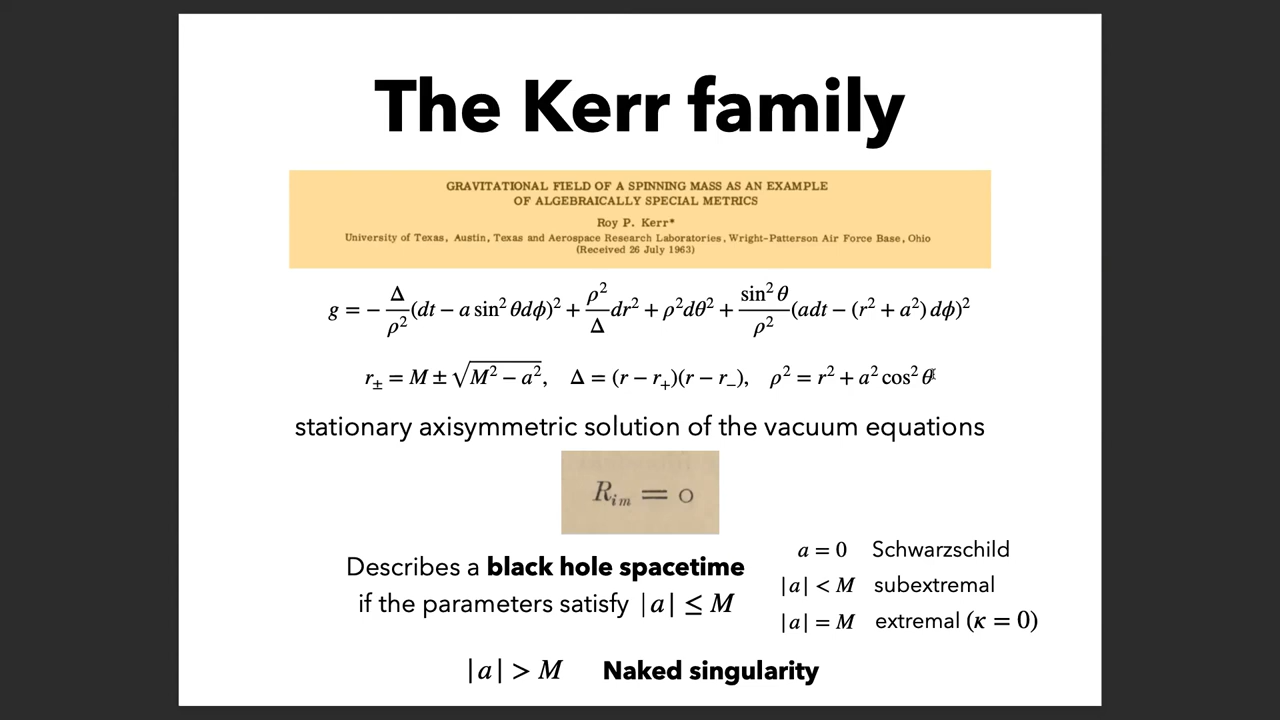 The Kerr family
GRAVITATIONAL FIELD OF A SPINNING MASS AS AN EXAMPLE
OF ALGEBRAICALLY SPECIAL METRICS
Roy P. Kerr*
University of Texas, Austin, Texas and Aerospace Research Laboratories, Wright-Patterson Air Force Base, Ohio
(Received 26 July 1963)
g = − Δ/ρ² (dt − a sin² θdϕ)² + ρ²/Δ dr² + ρ²dθ² + sin² θ/ρ² (adt − (r² + a²) dϕ)²
r± = M ± √(M² − a²), Δ = (r − r₊)(r − r₋), ρ² = r² + a² cos² θ
stationary axisymmetric solution of the vacuum equations
R_im = 0
Describes a black hole spacetime
if the parameters satisfy |a| ≤ M
a = 0 Schwarzschild
|a| < M subextremal
|a| = M extremal (κ = 0)
|a| > M Naked singularity